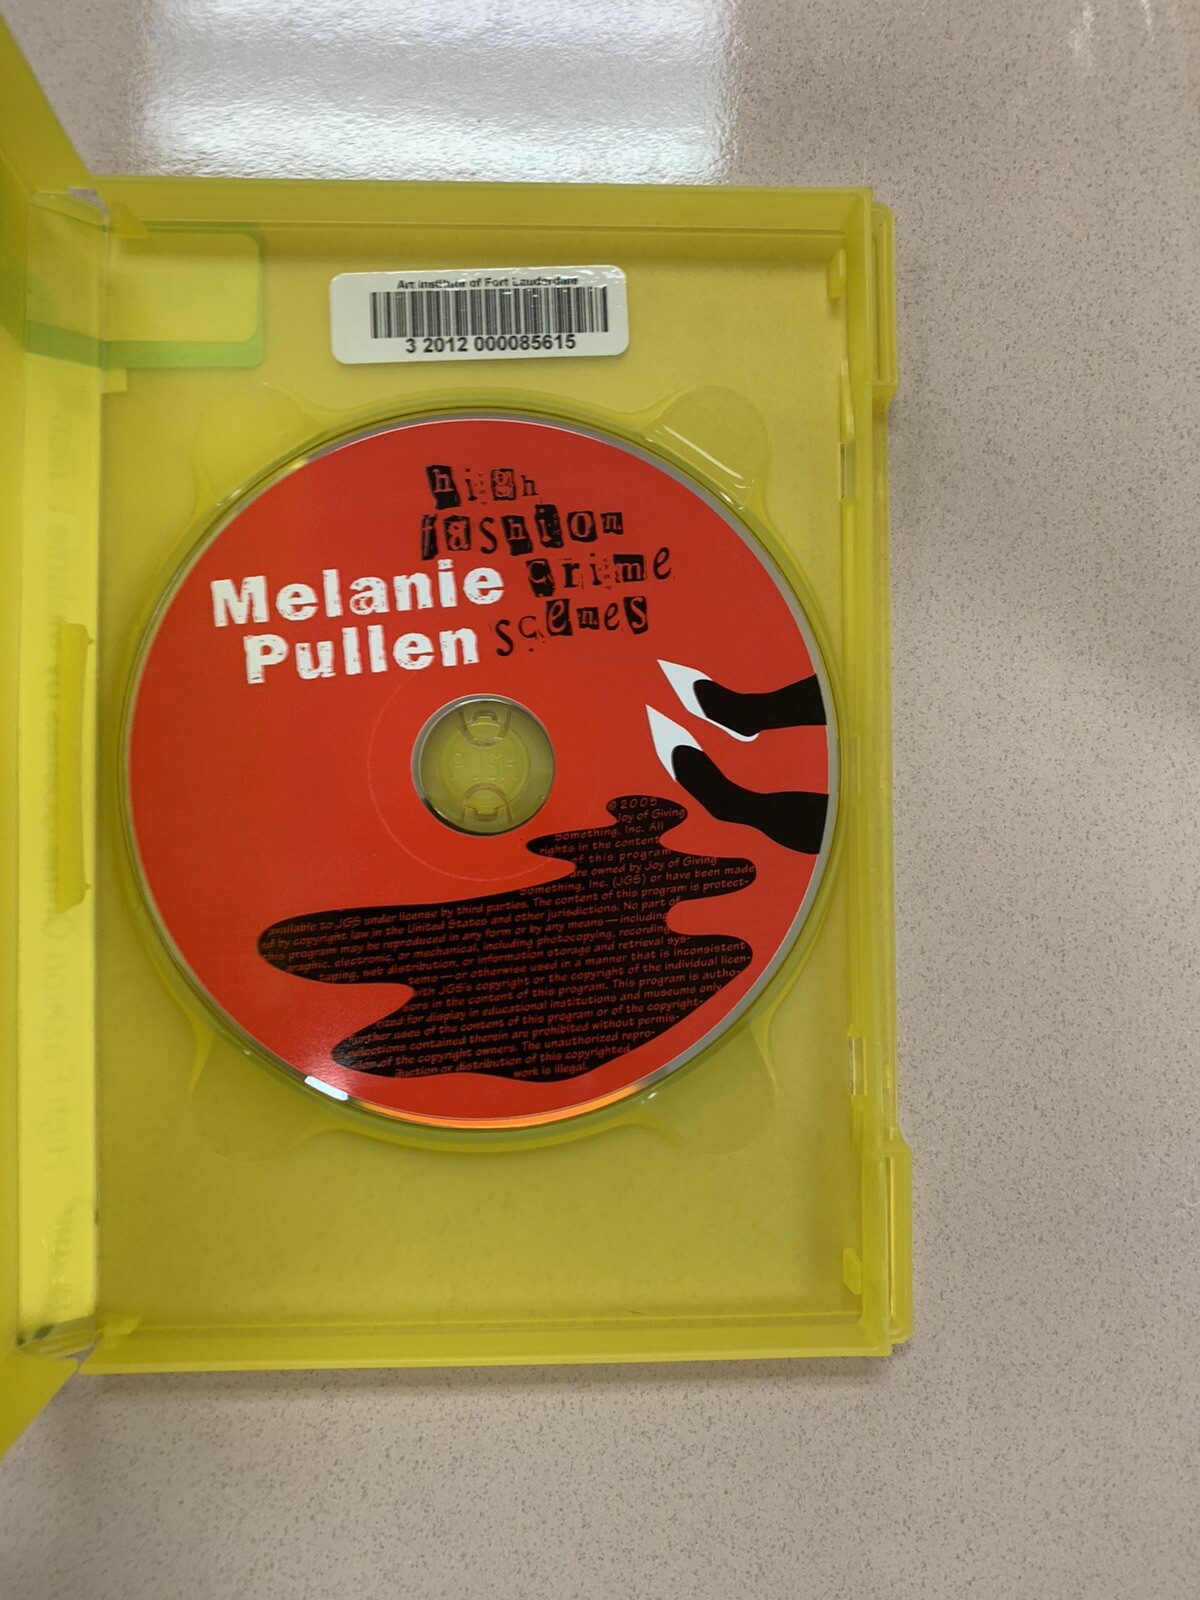 Art Institute of Fort Lauderdale
3 2012 000085615
high
fashion
Melanie crime
Pullen scenes
PUSH
© 2005
Joy of Giving
Something, Inc. All
rights in the content
of this program
are owned by Joy of Giving
Something, Inc. (JGS) or have been made
available to JGS under license by third parties. The content of this program is protect-
ed by copyright law in the United States and other jurisdictions. No part of
this program may be reproduced in any form or by any means—including
graphic, electronic, or mechanical, including photocopying, recording,
taping, web distribution, or information storage and retrieval sys-
tems—or otherwise used in a manner that is inconsistent
with JGS's copyright or the copyright of the individual licen-
sors in the content of this program. This program is autho-
rized for display in educational institutions and museums only.
Further uses of the content of this program or of the copyright-
contained therein are prohibited without permis-
of the copyright owners. The unauthorized repro-
duction or distribution of this copyrighted
work is illegal.